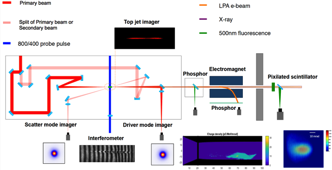 Primary beam
Split of Primary beam or
Secondary beam
800/400 probe pulse
Top jet imager
LPA e-beam
X-ray
500nm fluorescence
Phosphor
Electromagnet
Pixilated scintillator
Phosphor
Scatter mode imager
Driver mode imager
Interferometer